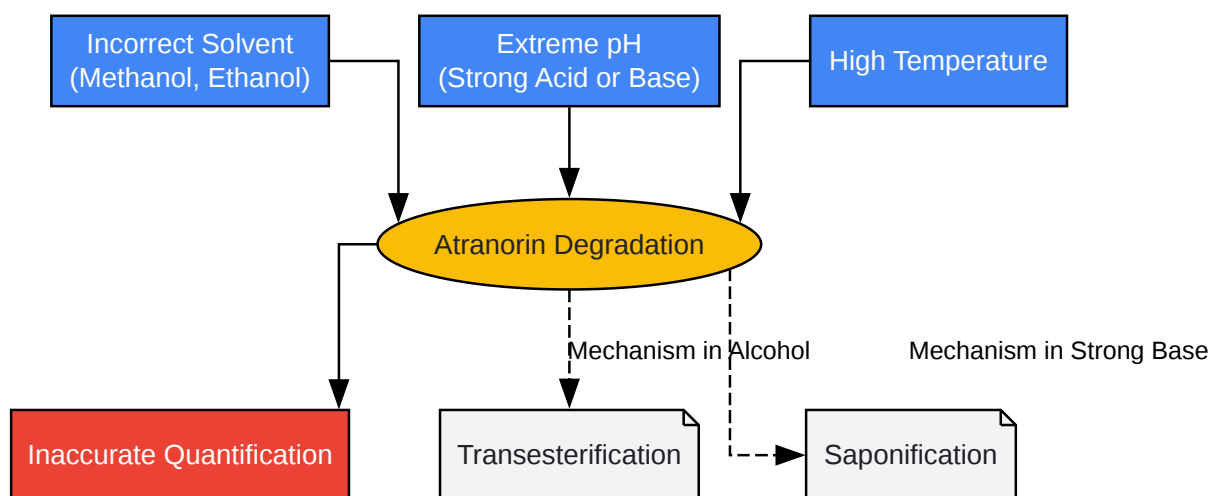 Incorrect Solvent
(Methanol, Ethanol)
Extreme pH
(Strong Acid or Base)
High Temperature
Atranorin Degradation
Mechanism in Alcohol
Mechanism in Strong Base
Inaccurate Quantification
Transesterification
Saponification